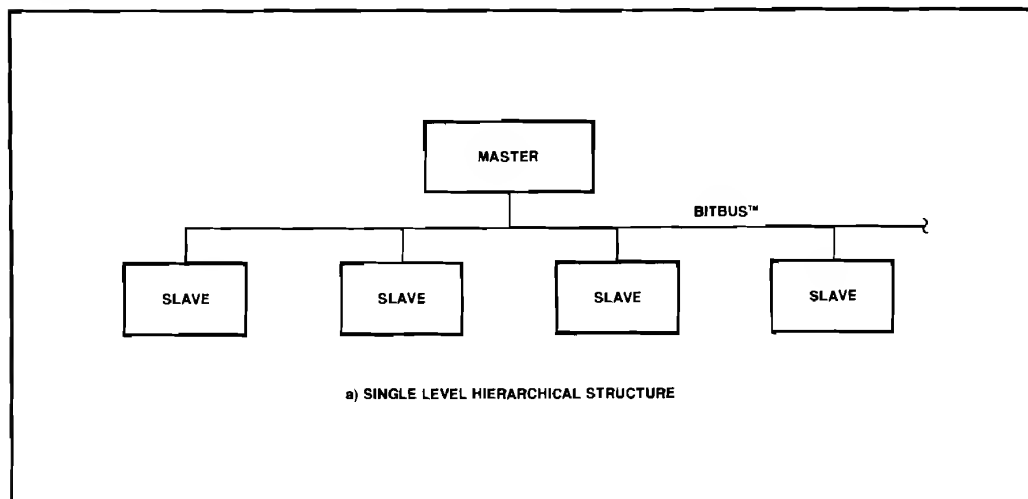 MASTER
BITBUS™
SLAVE
SLAVE
SLAVE
SLAVE
a) SINGLE LEVEL HIERARCHICAL STRUCTURE